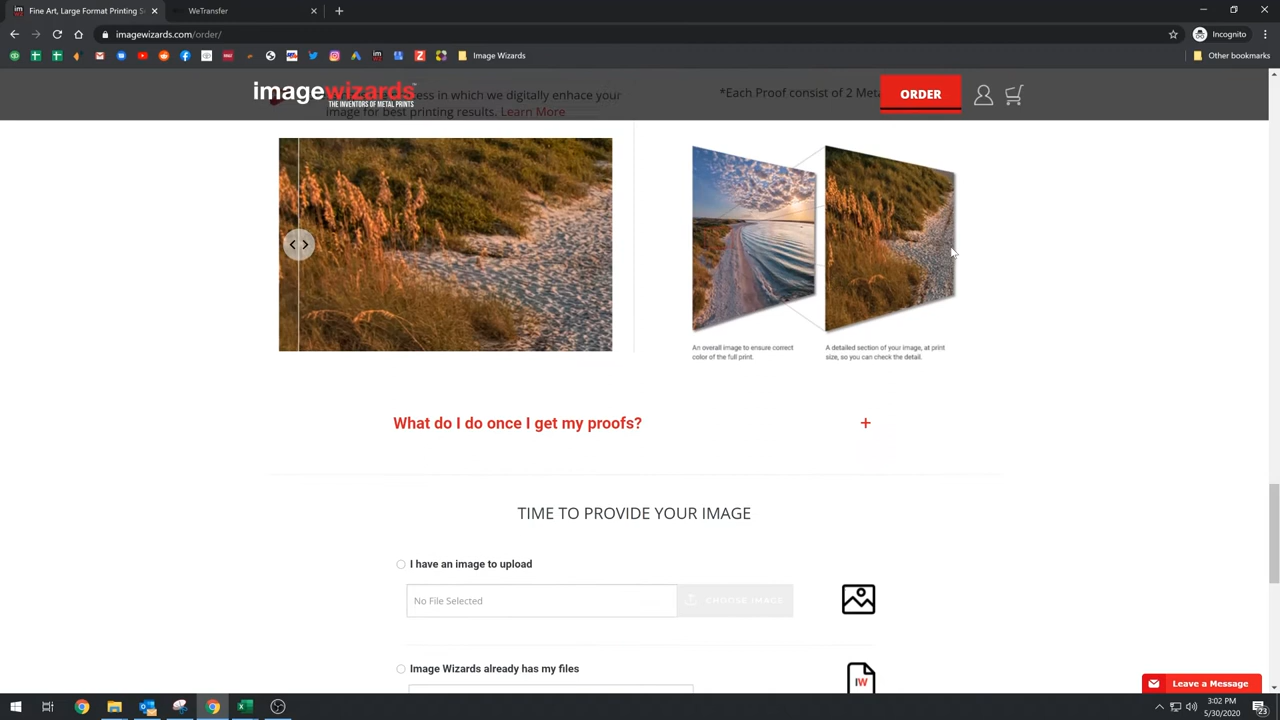 Fine Art, Large Format Printing S
WeTransfer
imagewizards.com/order/
Incognito
Image Wizards
Other bookmarks
imagewizards
THE INVENTORS OF METAL PRINTS
ess in which we digitally enhace your
image for best printing results. Learn More
*Each Proof consist of 2 Meta
ORDER
An overall image to ensure correct
color of the full print.
A detailed section of your image, at print
size, so you can check the detail.
What do I do once I get my proofs?
+
TIME TO PROVIDE YOUR IMAGE
I have an image to upload
No File Selected
CHOOSE IMAGE
Image Wizards already has my files
IW
Leave a Message
3:02 PM
5/30/2020
23